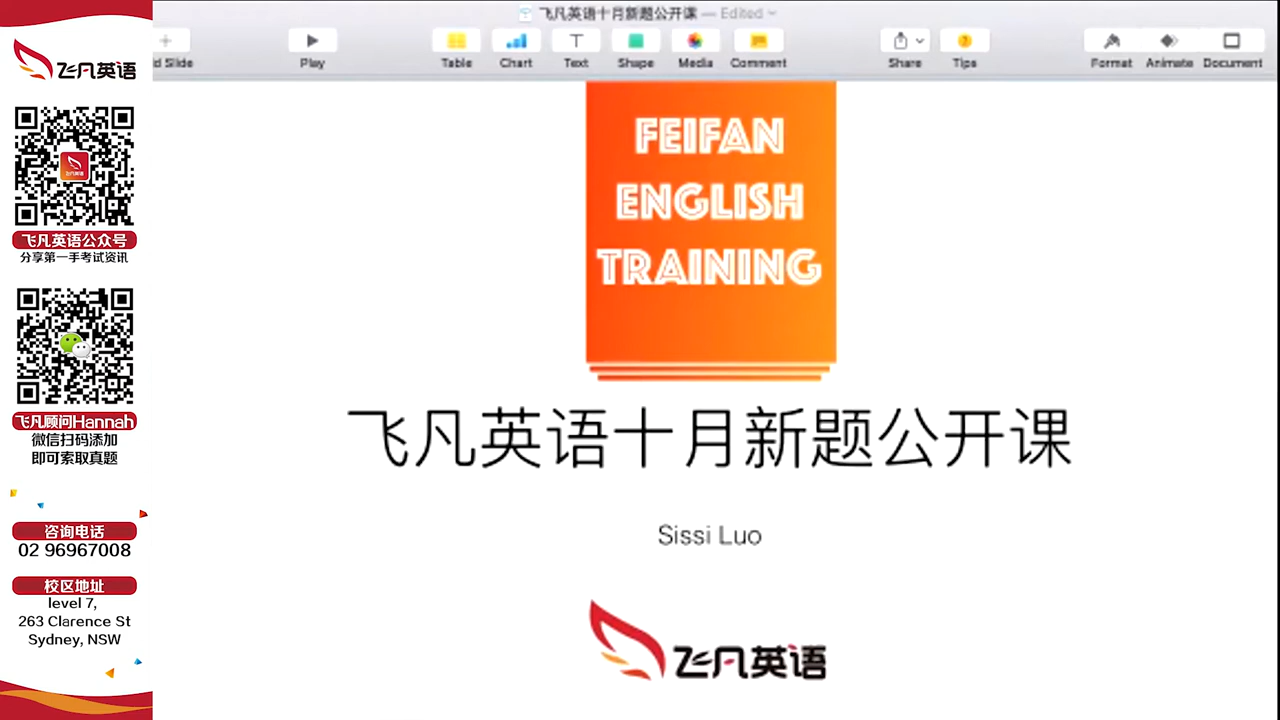 飞凡英语
飞凡英语公众号
分享第一手考试资讯
飞凡顾问Hannah
微信扫码添加
即可索取真题
咨询电话
02 96967008
校区地址
level 7,
263 Clarence St
Sydney, NSW
飞凡英语十月新题公开课 — Edited
d Slide
Play
Table
Chart
Text
Shape
Media
Comment
Share
Tips
Format
Animate
Document
FEIFAN
ENGLISH
TRAINING
飞凡英语十月新题公开课
Sissi Luo
飞凡英语